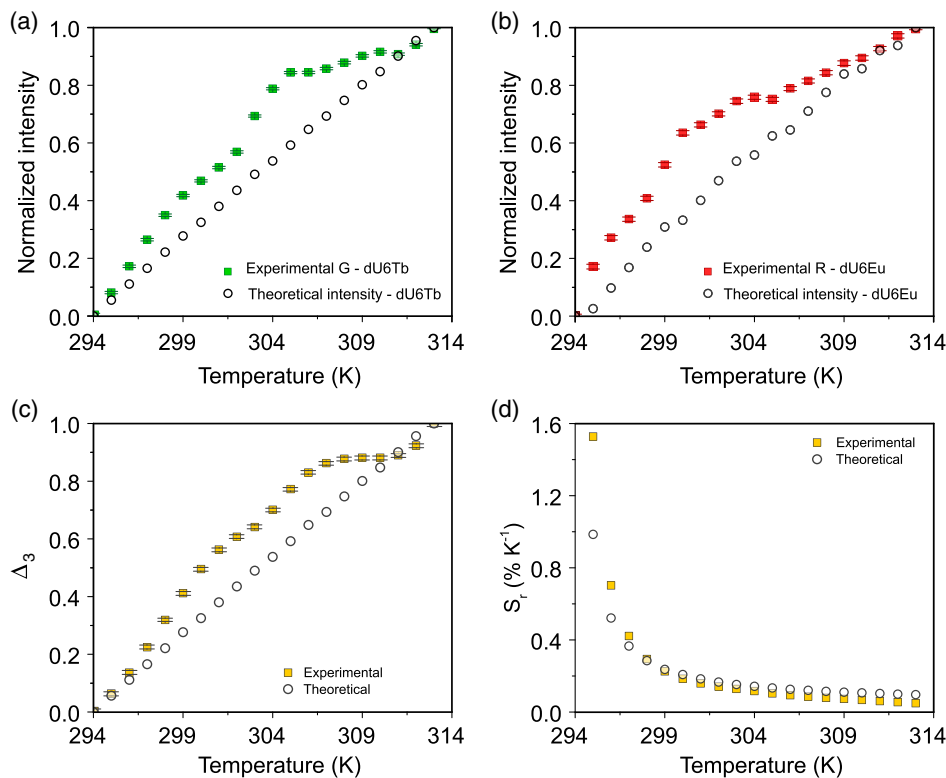 (a)
1.0
0.8
0.6
0.4
0.2
0.0
Normalized intensity
Experimental G - dU6Tb
Theoretical intensity - dU6Tb
294 299 304 309 314
Temperature (K)
(b)
1.0
0.8
0.6
0.4
0.2
0.0
Normalized intensity
Experimental R - dU6Eu
Theoretical intensity - dU6Eu
294 299 304 309 314
Temperature (K)
(c)
1.0
0.8
0.6
0.4
0.2
0.0
Δ3
Experimental
Theoretical
294 299 304 309 314
Temperature (K)
(d)
1.6
1.2
0.8
0.4
0.0
Sr (% K-1)
Experimental
Theoretical
294 299 304 309 314
Temperature (K)